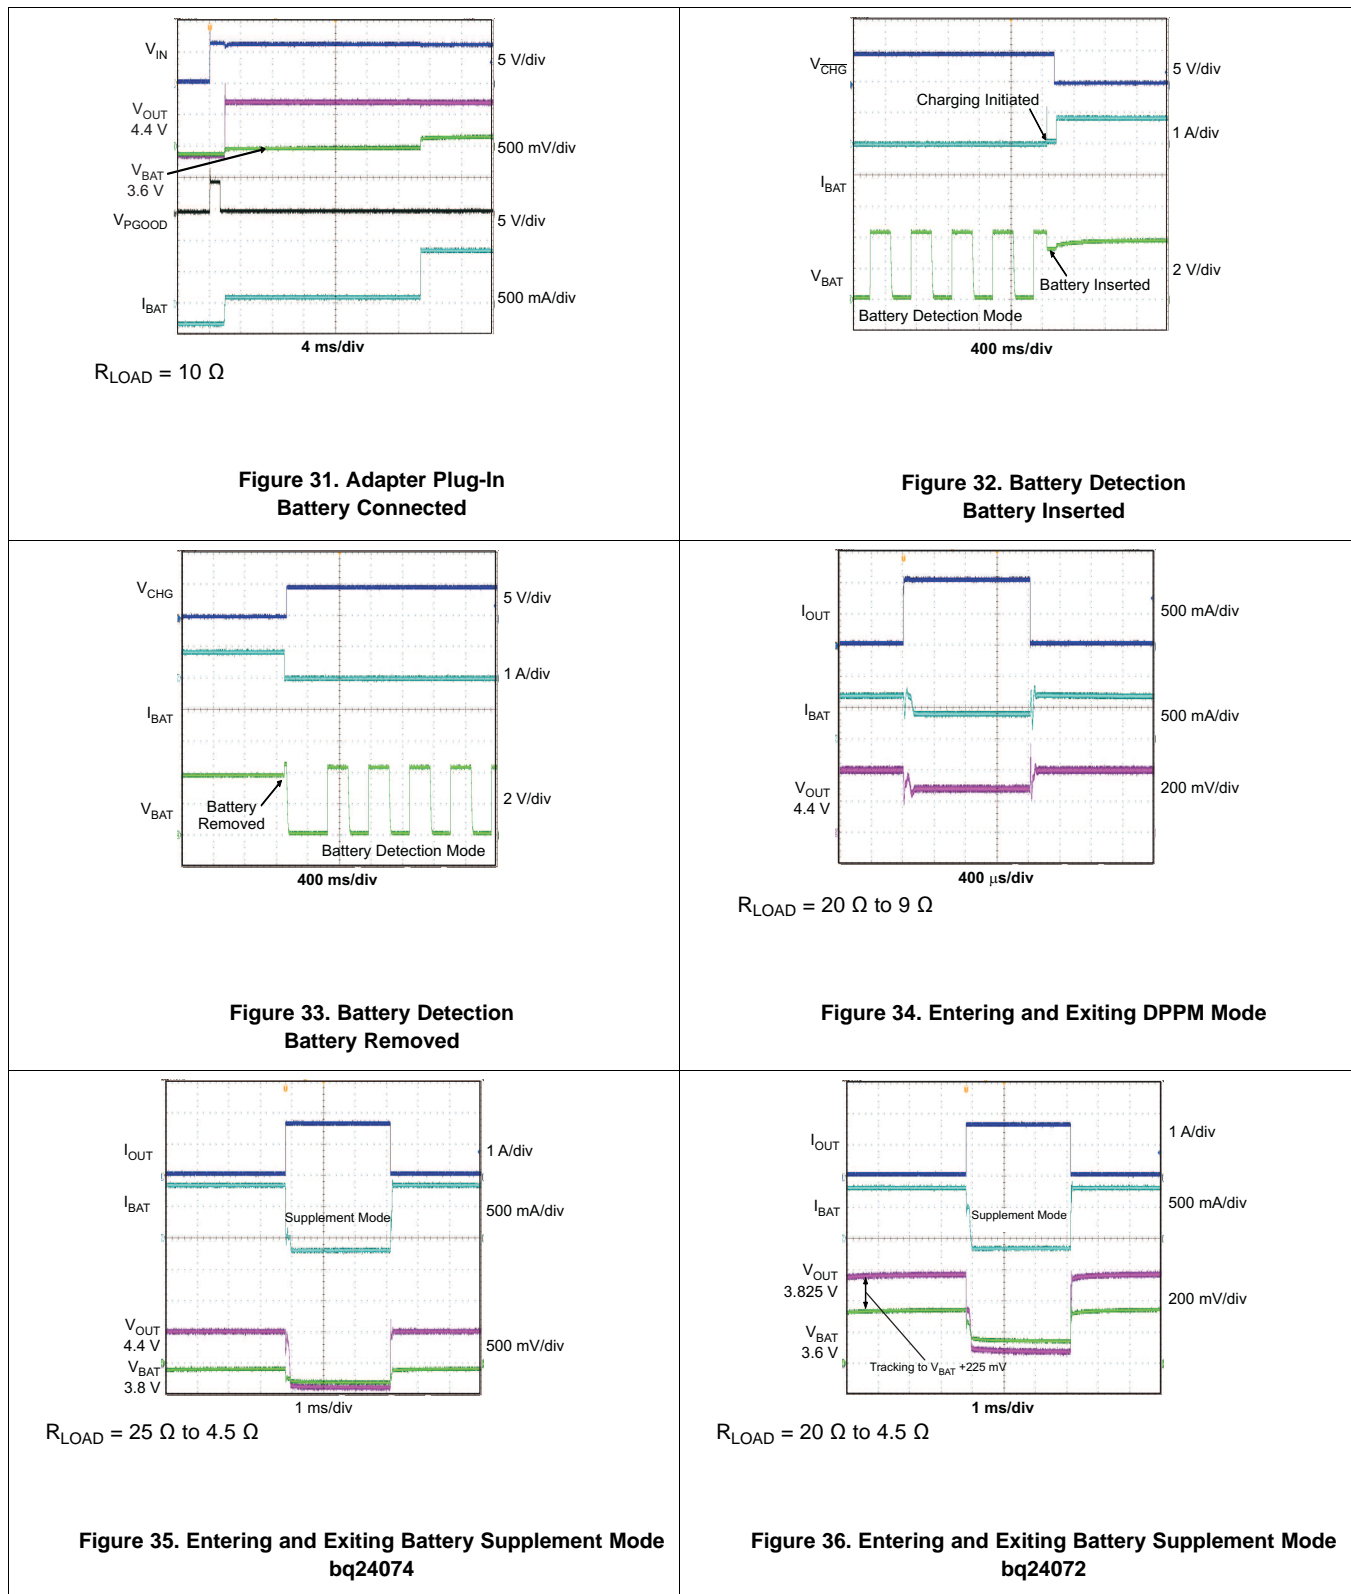 V_IN
5 V/div
V_OUT
4.4 V
500 mV/div
V_BAT
3.6 V
V_PGOOD
5 V/div
I_BAT
500 mA/div
4 ms/div
R_LOAD = 10 Ω
Figure 31. Adapter Plug-In
Battery Connected
V_CHG
5 V/div
Charging Initiated
1 A/div
I_BAT
V_BAT
2 V/div
Battery Inserted
Battery Detection Mode
400 ms/div
Figure 32. Battery Detection
Battery Inserted
V_CHG
5 V/div
1 A/div
I_BAT
V_BAT
Battery
Removed
2 V/div
Battery Detection Mode
400 ms/div
Figure 33. Battery Detection
Battery Removed
I_OUT
500 mA/div
I_BAT
500 mA/div
V_OUT
4.4 V
200 mV/div
400 μs/div
R_LOAD = 20 Ω to 9 Ω
Figure 34. Entering and Exiting DPPM Mode
I_OUT
1 A/div
I_BAT
500 mA/div
Supplement Mode
V_OUT
4.4 V
500 mV/div
V_BAT
3.8 V
1 ms/div
R_LOAD = 25 Ω to 4.5 Ω
Figure 35. Entering and Exiting Battery Supplement Mode
bq24074
I_OUT
1 A/div
I_BAT
500 mA/div
Supplement Mode
V_OUT
3.825 V
200 mV/div
V_BAT
3.6 V
Tracking to V_BAT +225 mV
1 ms/div
R_LOAD = 20 Ω to 4.5 Ω
Figure 36. Entering and Exiting Battery Supplement Mode
bq24072